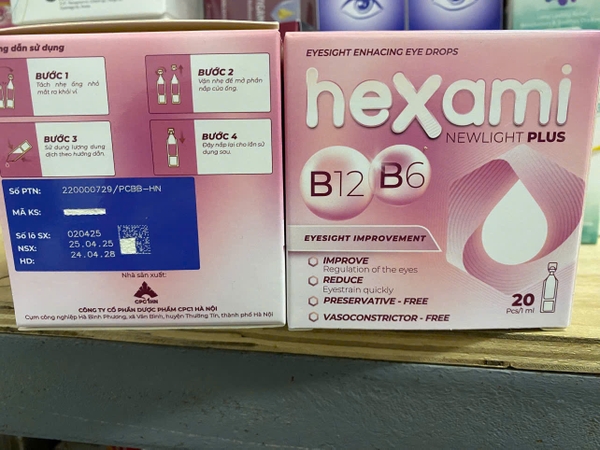 ng dẫn sử dụng
BƯỚC 1
Tách nhẹ ống nhỏ
mắt ra khỏi vỉ
BƯỚC 2
Vặn nhẹ để mở phần
nắp của ống.
BƯỚC 3
Sử dụng lượng dung
dịch theo hướng dẫn.
BƯỚC 4
Đậy nắp lại cho lần sử
dụng sau.
Số PTN: 220000729/PCBB-HN
MÃ KS:
Số lô SX: 020425
NSX: 25.04.25
HD: 24.04.28
Nhà sản xuất:
CPC1HN
CÔNG TY CỔ PHẦN DƯỢC PHẨM CPC1 HÀ NỘI
Cụm công nghiệp Hà Bình Phương, xã Văn Bình, huyện Thường Tín, thành phố Hà Nội
EYESIGHT ENHACING EYE DROPS
hexami
NEWLIGHT PLUS
B12 B6
EYESIGHT IMPROVEMENT
IMPROVE
Regulation of the eyes
REDUCE
Eyestrain quickly
PRESERVATIVE - FREE
VASOCONSTRICTOR - FREE
20
Pcs/1 ml